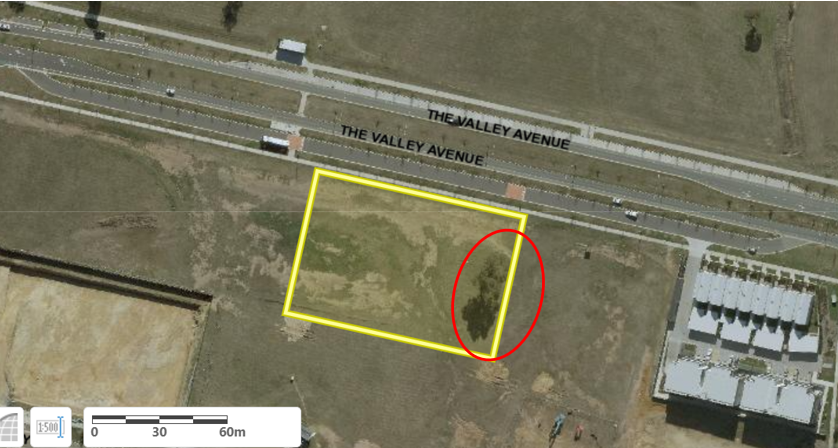 THE VALLEY AVENUE
THE VALLEY AVENUE
1:500
0 30 60m